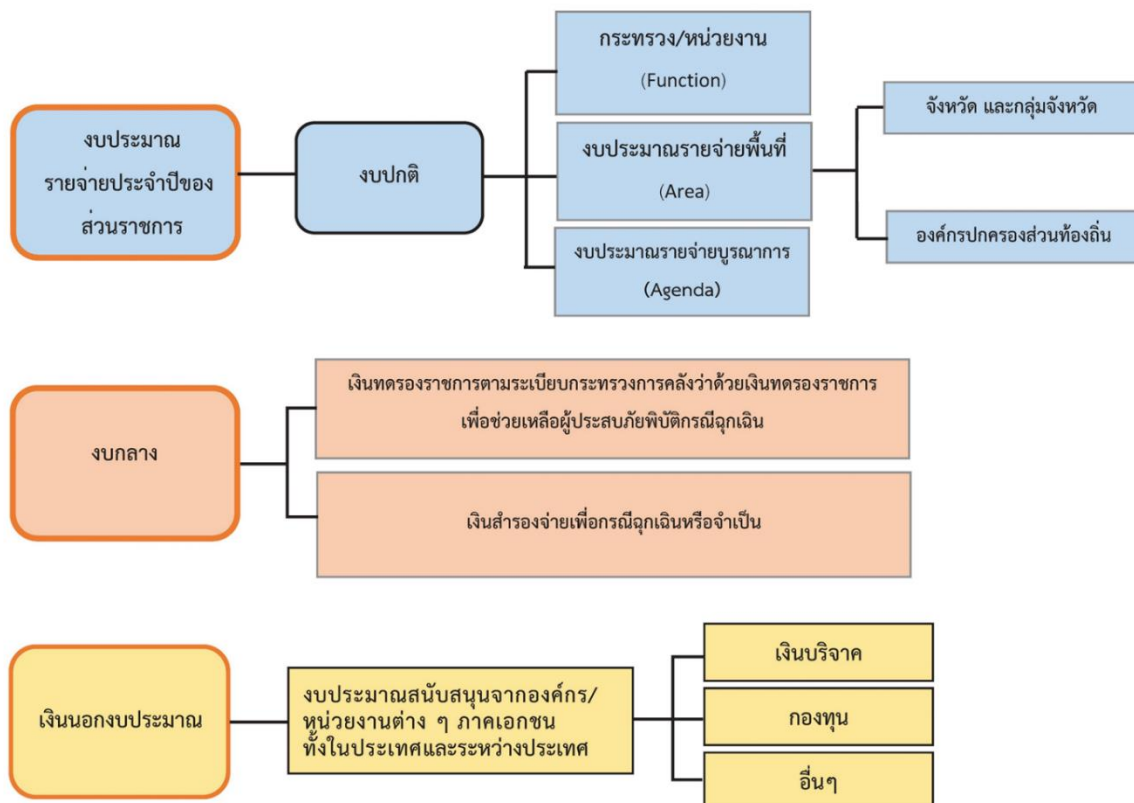 งบประมาณ
รายจ่ายประจำปีของ
ส่วนราชการ
งบปกติ
กระทรวง/หน่วยงาน
(Function)
งบประมาณรายจ่ายพื้นที่
(Area)
งบประมาณรายจ่ายบูรณาการ
(Agenda)
จังหวัด และกลุ่มจังหวัด
องค์กรปกครองส่วนท้องถิ่น
งบกลาง
เงินทดรองราชการตามระเบียบกระทรวงการคลังว่าด้วยเงินทดรองราชการ
เพื่อช่วยเหลือผู้ประสบภัยพิบัติกรณีฉุกเฉิน
เงินสำรองจ่ายเพื่อกรณีฉุกเฉินหรือจำเป็น
เงินนอกงบประมาณ
งบประมาณสนับสนุนจากองค์กร/
หน่วยงานต่าง ๆ ภาคเอกชน
ทั้งในประเทศและระหว่างประเทศ
เงินบริจาค
กองทุน
อื่นๆ